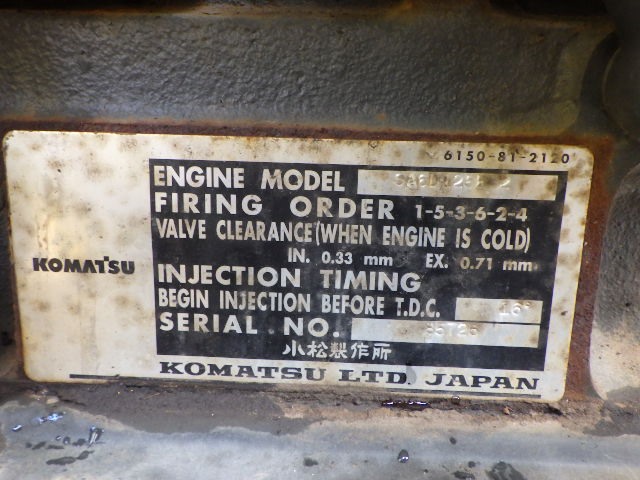 6150-81-2120
ENGINE MODEL
FIRING ORDER 1-5-3-6-2-4
VALVE CLEARANCE(WHEN ENGINE IS COLD)
IN. 0.33 mm EX. 0.71 mm
KOMATSU
INJECTION TIMING
BEGIN INJECTION BEFORE T.D.C. 16°
SERIAL NO.
小松製作所
KOMATSU LTD. JAPAN